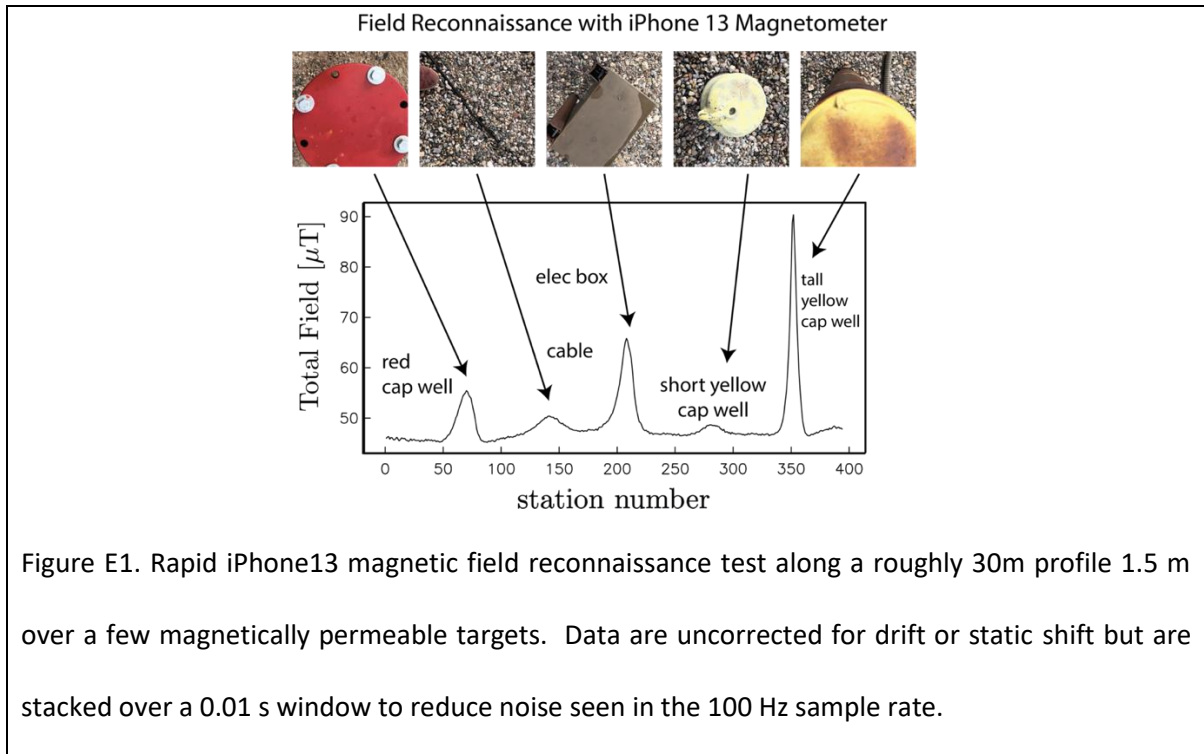 Field Reconnaissance with iPhone 13 Magnetometer
90
80
70
60
50
Total Field [μT]
red
cap well
cable
elec box
short yellow
cap well
tall
yellow
cap well
0 50 100 150 200 250 300 350 400
station number
Figure E1. Rapid iPhone13 magnetic field reconnaissance test along a roughly 30m profile 1.5 m
over a few magnetically permeable targets. Data are uncorrected for drift or static shift but are
stacked over a 0.01 s window to reduce noise seen in the 100 Hz sample rate.